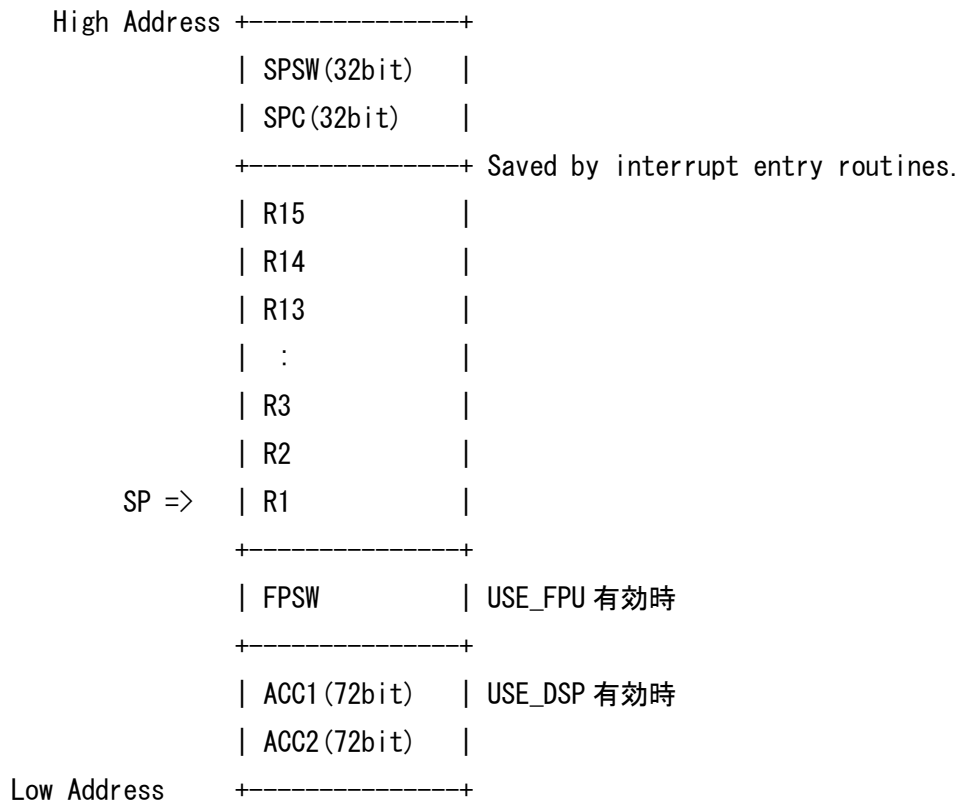 High Address +---------------+
| SPSW(32bit) |
| SPC(32bit) |
+---------------+ Saved by interrupt entry routines.
| R15 |
| R14 |
| R13 |
| : |
| R3 |
| R2 |
SP => | R1 |
+---------------+
| FPSW | USE_FPU 有効時
+---------------+
| ACC1(72bit) | USE_DSP 有効時
| ACC2(72bit) |
Low Address +---------------+